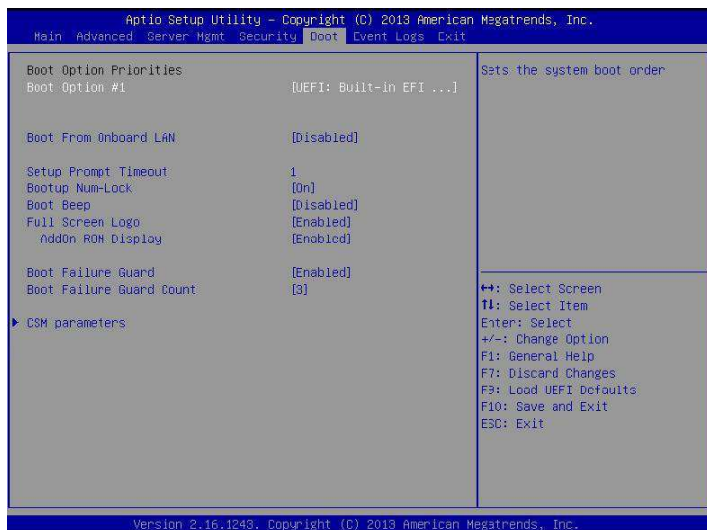 Aptio Setup Utility – Copyright (C) 2013 American Megatrends, Inc.
Main Advanced Server Mgmt Security Boot Event Logs Exit
Boot Option Priorities
Boot Option #1 [UEFI: Built-in EFI ...]
Boot From Onboard LAN [Disabled]
Setup Prompt Timeout 1
Bootup Num-Lock [On]
Boot Beep [Disabled]
Full Screen Logo [Enabled]
AddOn ROM Display [Enabled]
Boot Failure Guard [Enabled]
Boot Failure Guard Count [3]
▶ CSM parameters
Sets the system boot order
↔: Select Screen
↑↓: Select Item
Enter: Select
+/-: Change Option
F1: General Help
F7: Discard Changes
F9: Load UEFI Defaults
F10: Save and Exit
ESC: Exit
Version 2.16.1243. Copyright (C) 2013 American Megatrends, Inc.